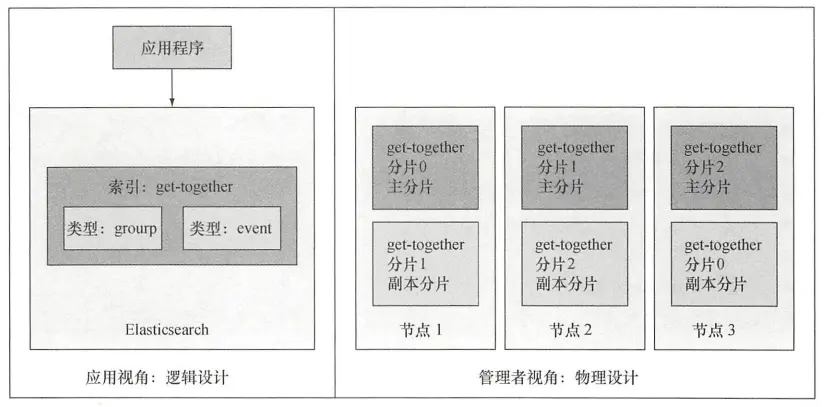 应用程序
索引：get-together
类型：grourp
类型：event
Elasticsearch
应用视角：逻辑设计
get-together
分片0
主分片
get-together
分片1
副本分片
节点 1
get-together
分片1
主分片
get-together
分片2
副本分片
节点 2
get-together
分片2
主分片
get-together
分片0
副本分片
节点 3
管理者视角：物理设计